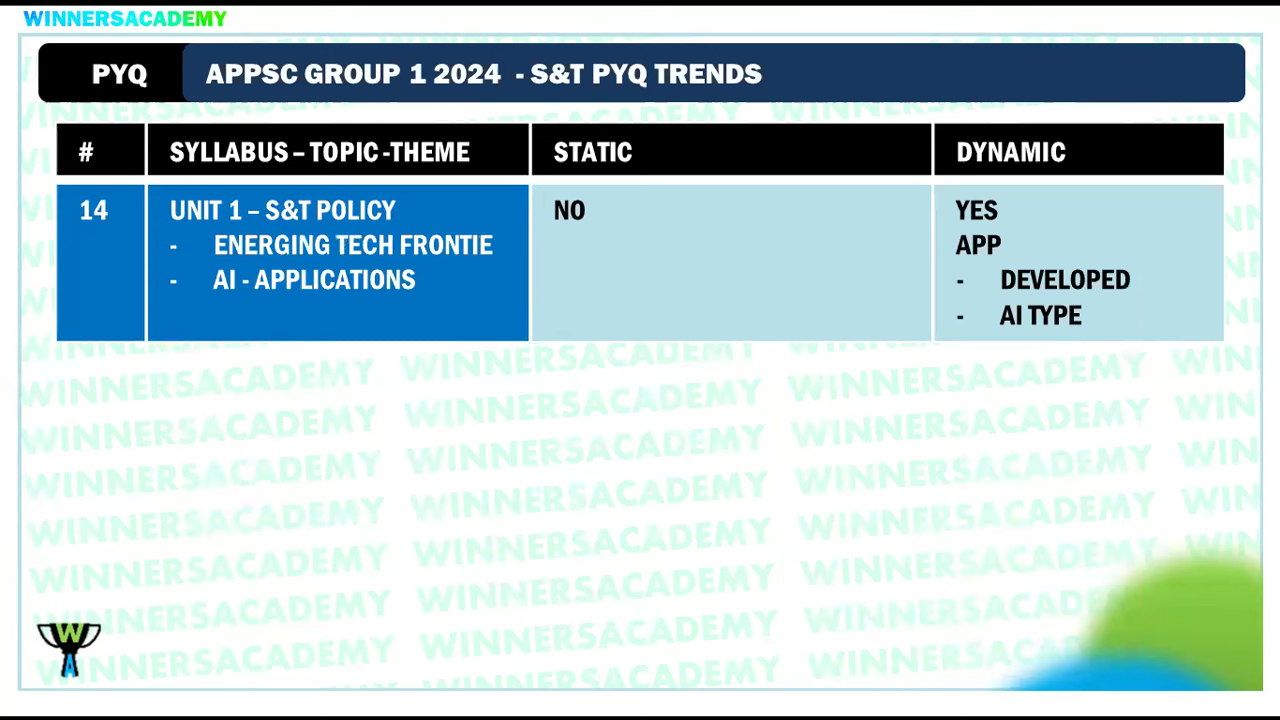 WINNERSACADEMY
PYQ APPSC GROUP 1 2024 - S&T PYQ TRENDS
# SYLLABUS – TOPIC -THEME STATIC DYNAMIC
14 UNIT 1 – S&T POLICY NO YES
- ENERGING TECH FRONTIE APP
- AI - APPLICATIONS - DEVELOPED
- AI TYPE